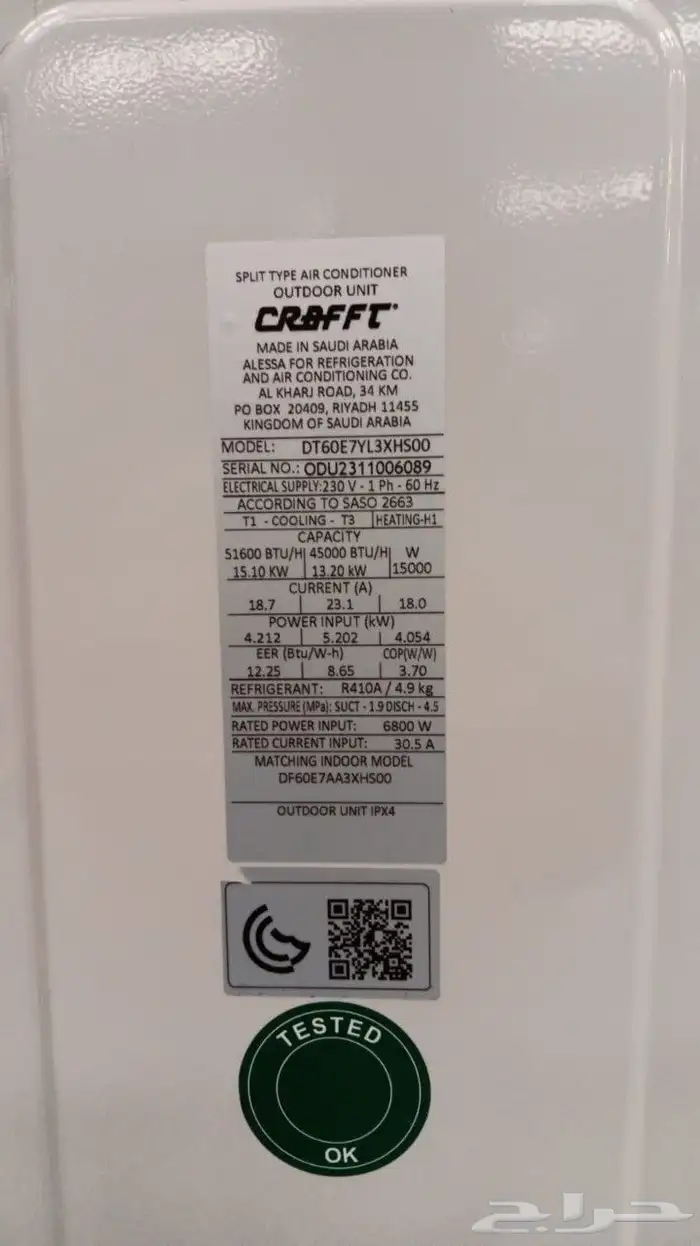 SPLIT TYPE AIR CONDITIONER
OUTDOOR UNIT
CRAFFT
MADE IN SAUDI ARABIA
ALESSA FOR REFRIGERATION
AND AIR CONDITIONING CO.
AL KHARJ ROAD, 34 KM
PO BOX 20409, RIYADH 11455
KINGDOM OF SAUDI ARABIA
MODEL: DT60E7YL3XHS00
SERIAL NO.: ODU2311006089
ELECTRICAL SUPPLY:230 V - 1 Ph - 60 Hz
ACCORDING TO SASO 2663
T1 - COOLING - T3 HEATING-H1
CAPACITY
51600 BTU/H 45000 BTU/H W
15.10 KW 13.20 kW 15000
CURRENT (A)
18.7 23.1 18.0
POWER INPUT (kW)
4.212 5.202 4.054
EER (Btu/W-h) COP(W/W)
12.25 8.65 3.70
REFRIGERANT: R410A / 4.9 kg
MAX. PRESSURE (MPa): SUCT - 1.9 DISCH - 4.5
RATED POWER INPUT: 6800 W
RATED CURRENT INPUT: 30.5 A
MATCHING INDOOR MODEL
DF60E7AA3XHS00
OUTDOOR UNIT IPX4
TESTED
OK
حراج